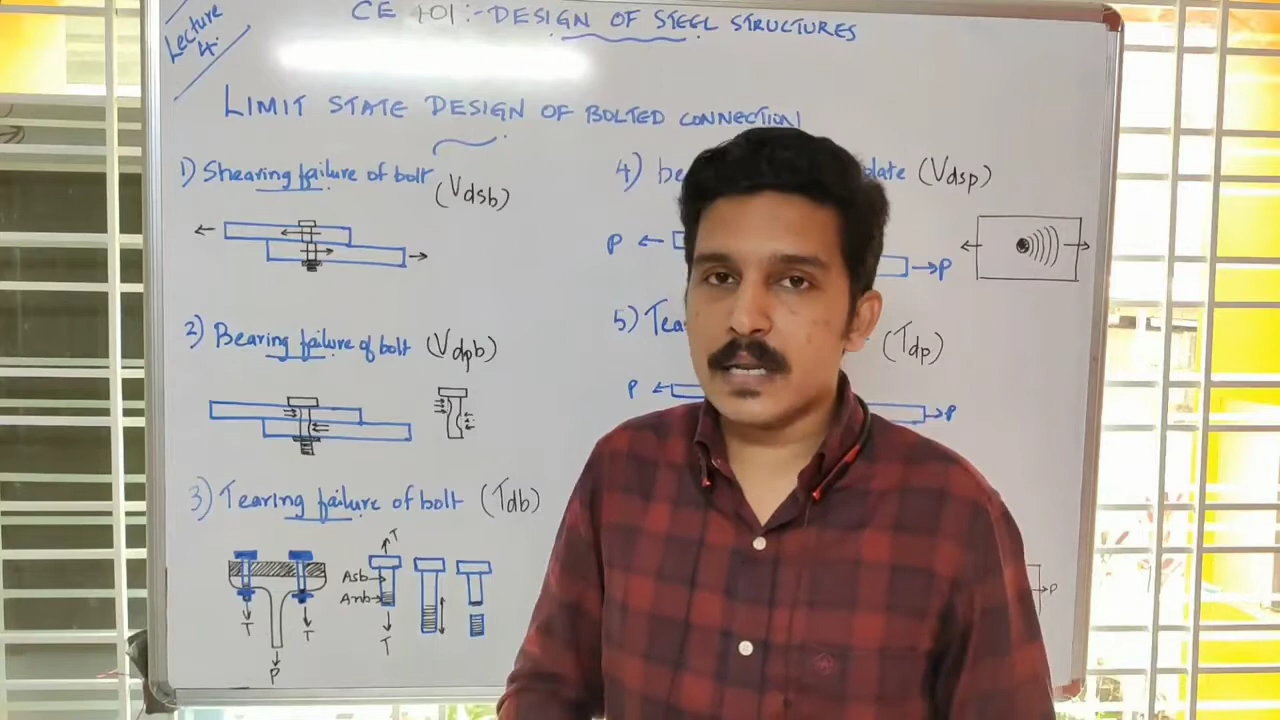 Lecture 4.
CE 401:- DESIGN OF STEEL STRUCTURES
LIMIT STATE DESIGN OF BOLTED CONNECTION
1) Shearing failure of bolt (Vdsb)
2) Bearing failure of bolt (Vdpb)
3) Tearing failure of bolt (Tdb)
T
Asb
Anb
T
T
T
P
4) be plate (Vdsp)
P
P
5) Tea (Tdp)
P
P
P